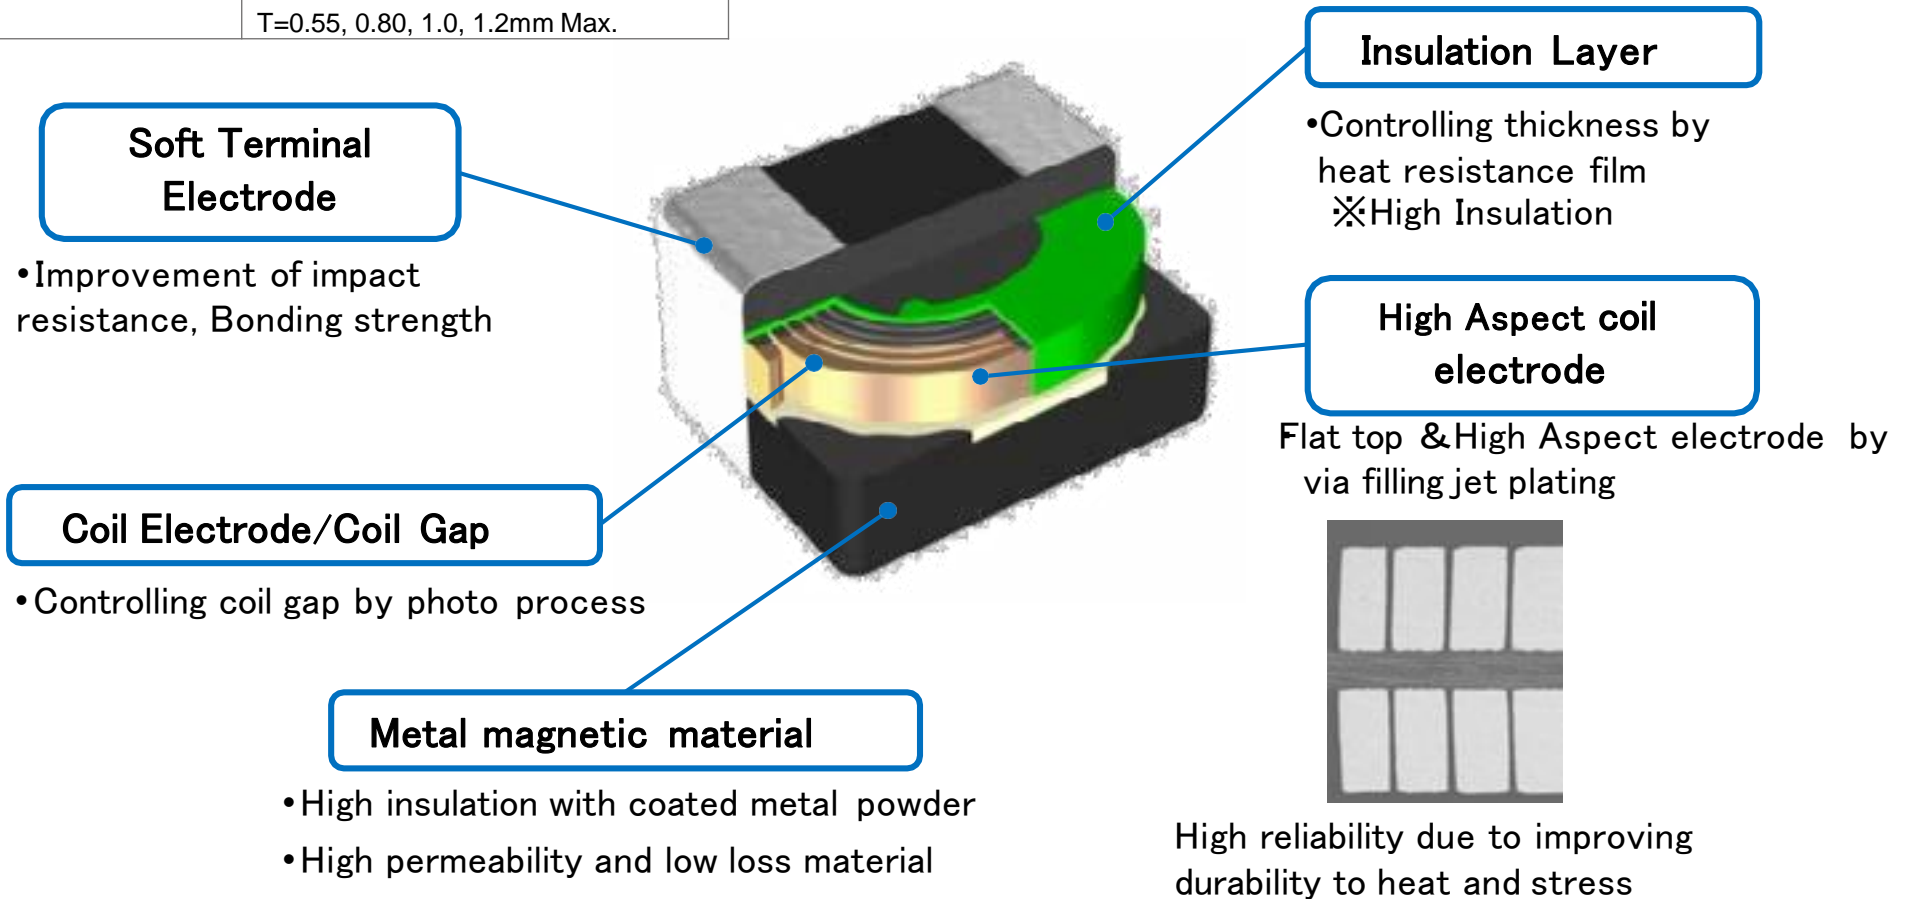 T=0.55, 0.80, 1.0, 1.2mm Max.
Soft Terminal
Electrode
•Improvement of impact
resistance, Bonding strength
Coil Electrode/Coil Gap
•Controlling coil gap by photo process
Metal magnetic material
•High insulation with coated metal powder
•High permeability and low loss material
Insulation Layer
•Controlling thickness by
heat resistance film
※High Insulation
High Aspect coil
electrode
Flat top &High Aspect electrode by
via filling jet plating
High reliability due to improving
durability to heat and stress